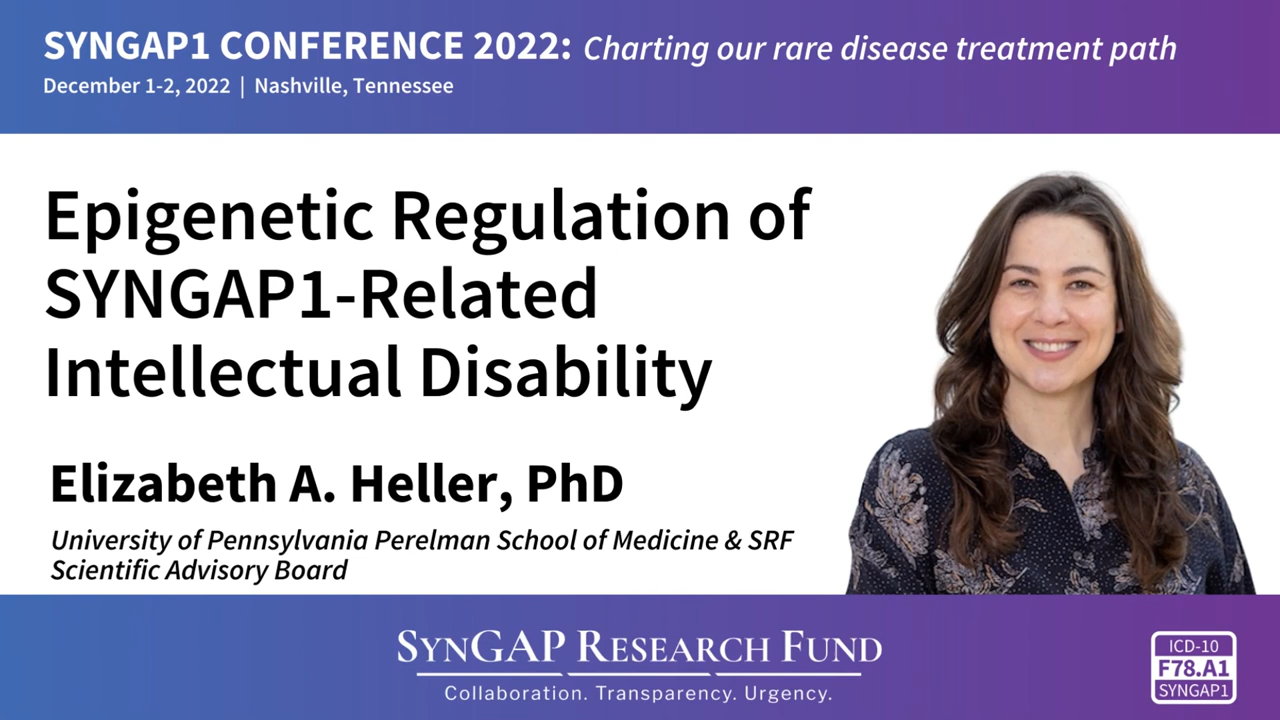 SYNGAP1 CONFERENCE 2022: Charting our rare disease treatment path
December 1-2, 2022 | Nashville, Tennessee
Epigenetic Regulation of
SYNGAP1-Related
Intellectual Disability
Elizabeth A. Heller, PhD
University of Pennsylvania Perelman School of Medicine & SRF
Scientific Advisory Board
SYNGAP RESEARCH FUND
Collaboration. Transparency. Urgency.
ICD-10
F78.A1
SYNGAP1